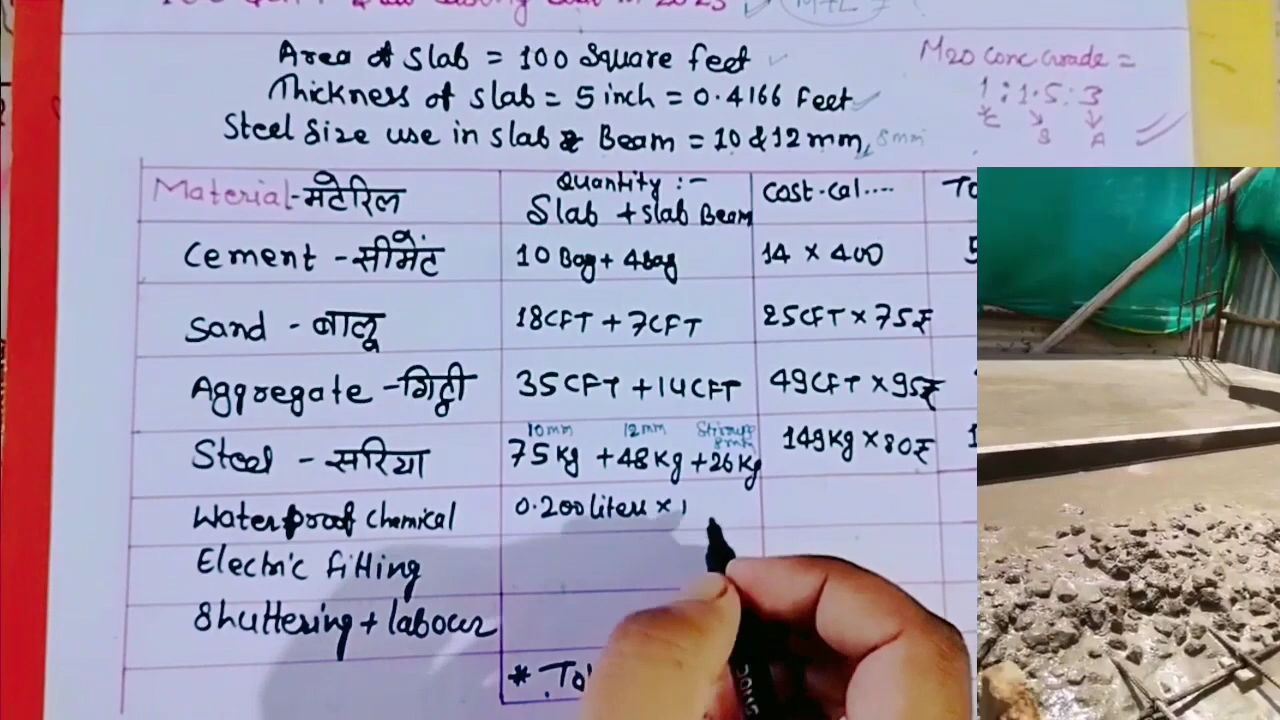 Area of Slab = 100 Square feet
Thickness of slab = 5 inch = 0.4166 Feet
Steel Size use in slab & Beam = 10 & 12 mm, 8mm
M20 Conc Grade =
1 : 1.5 : 3
C S A
Material - मटेरिल
Quantity :-
Slab + Slab Beam
Cost-cal....
Cement - सीमेंट
10 Bag + 4 Bag
14 × 400
Sand - बालू
18CFT + 7CFT
25CFT × 75₹
Aggregate - गिट्टी
35CFT + 14CFT
49CFT × 95₹
10mm 12mm Stirrup 8mm
Steel - सरिया
75Kg + 48Kg + 26Kg
149Kg × 80₹
Waterproof Chemical
0.200 liter × 1
Electric fitting
Shuttering + labour
*
DOMS